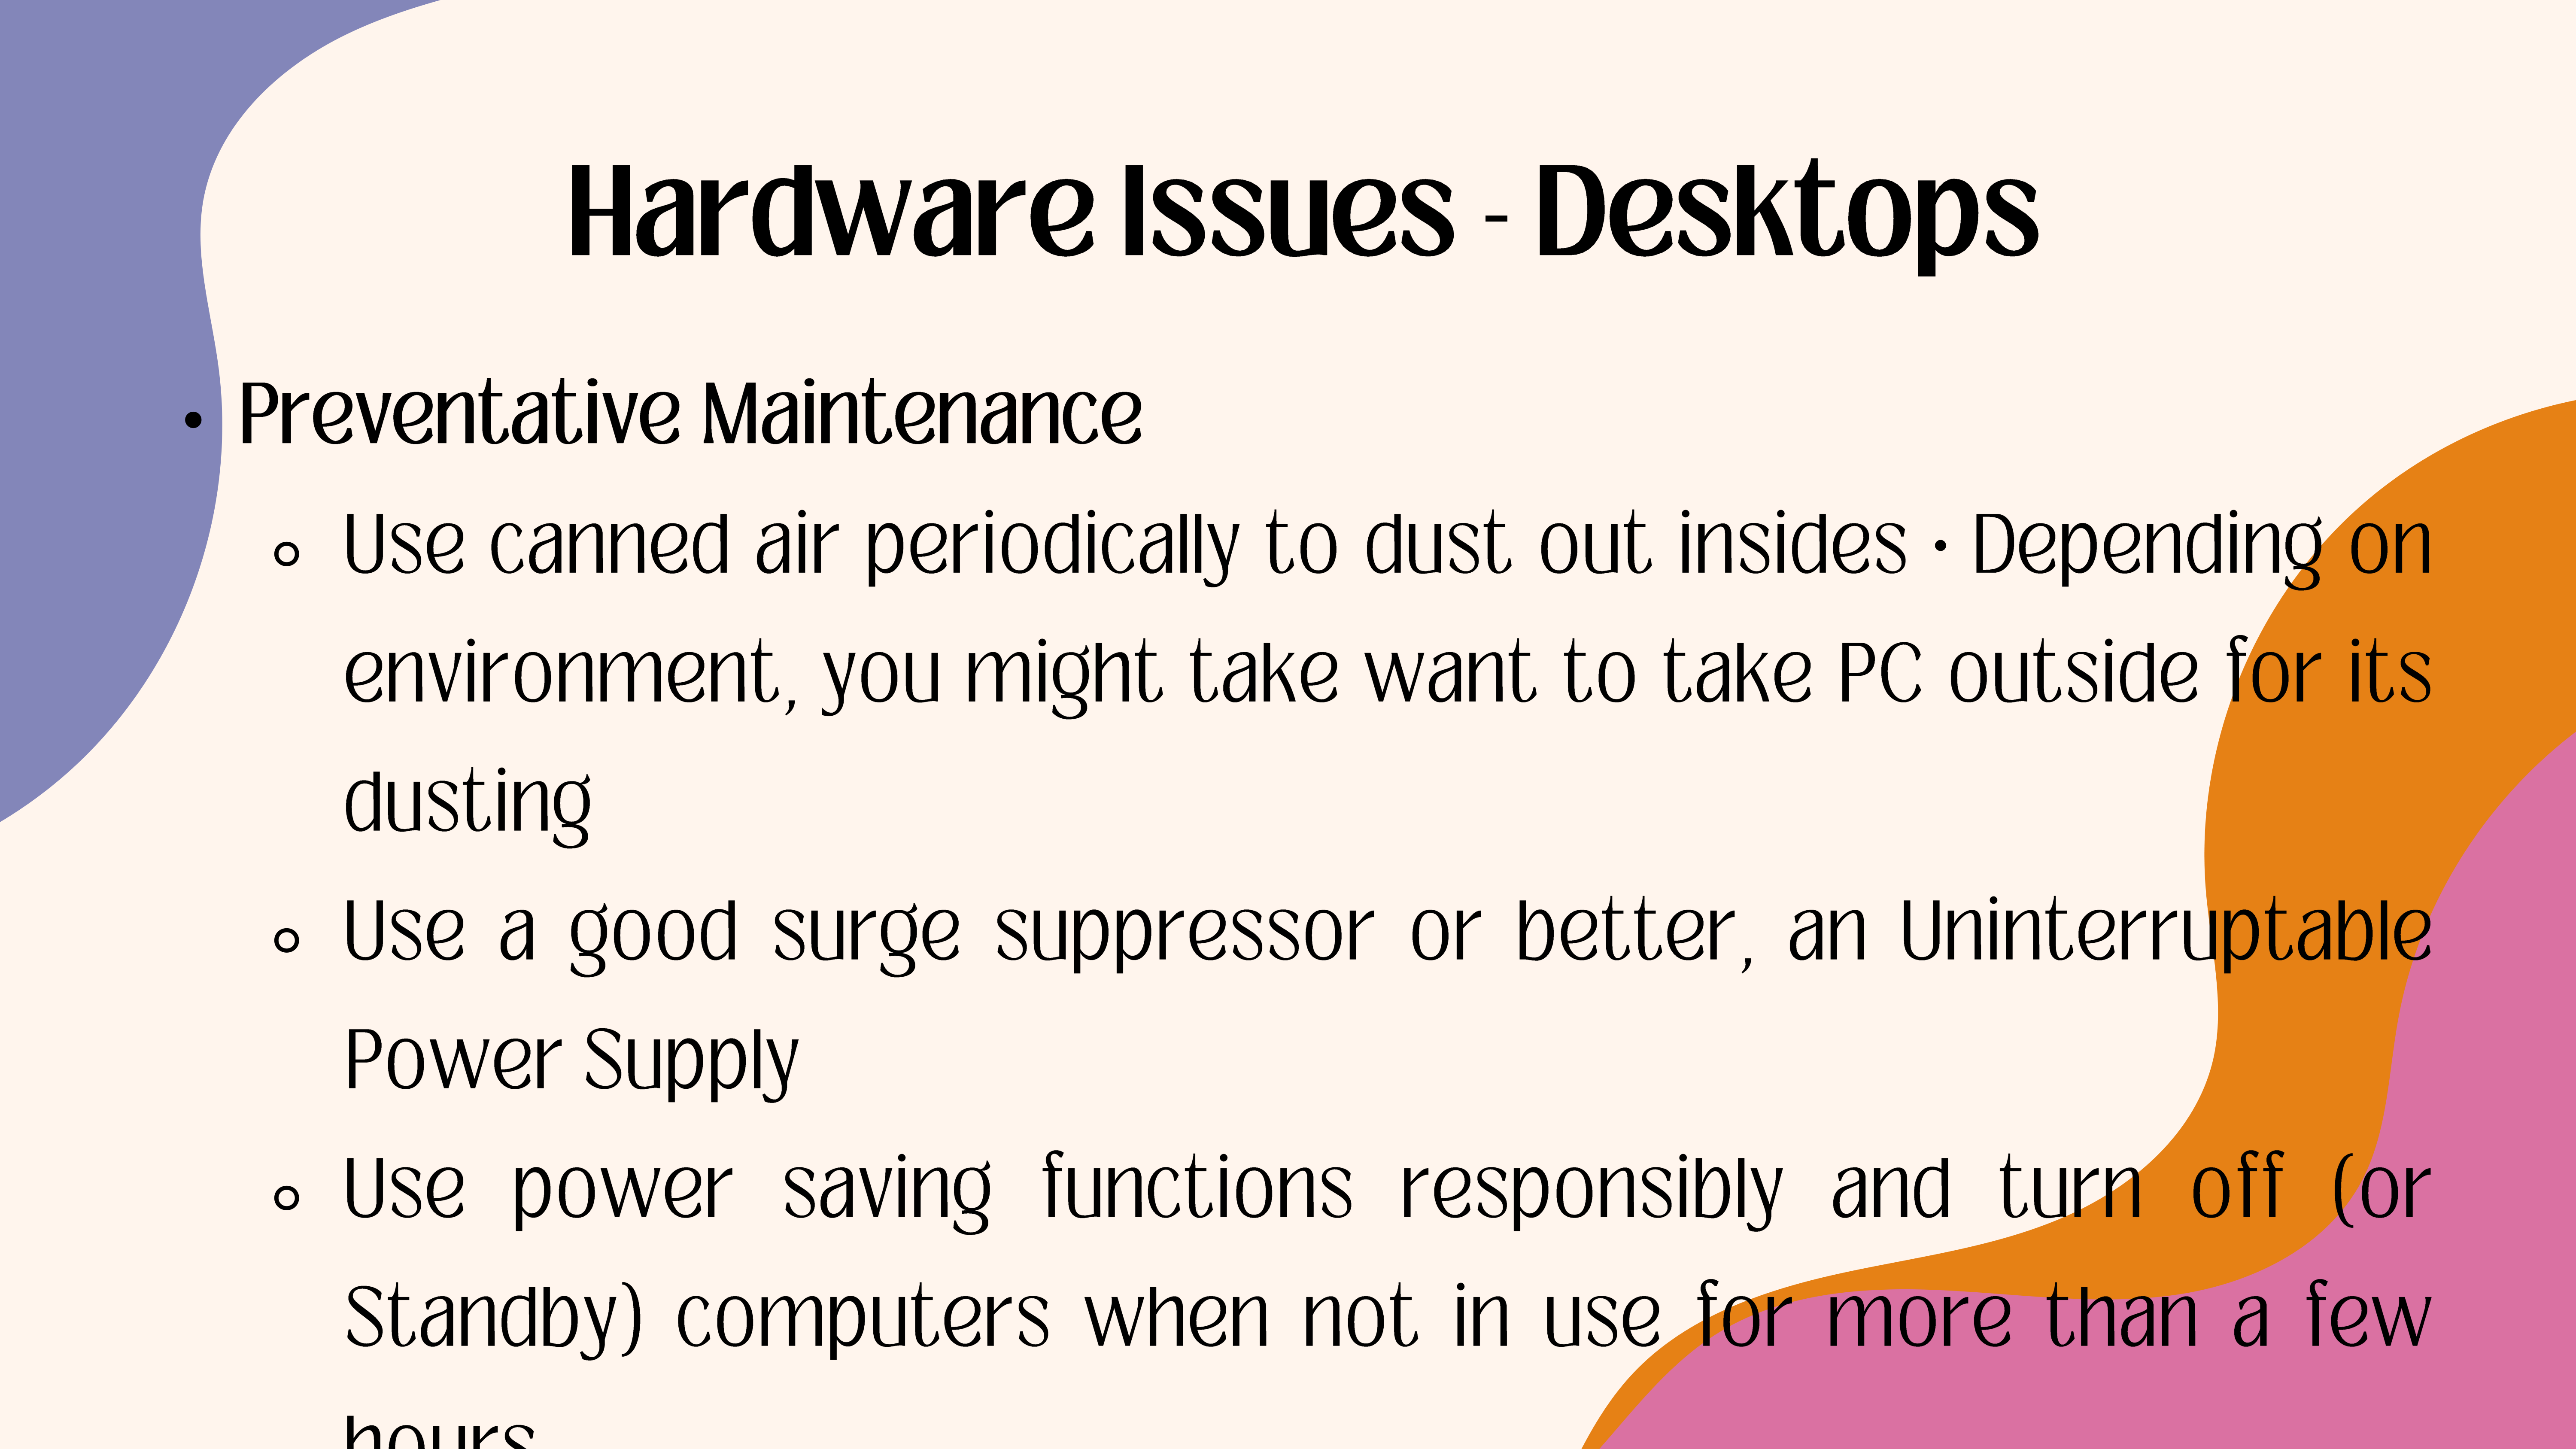 Hardware Issues - Desktops
• Preventative Maintenance
Use canned air periodically to dust out insides • Depending on
environment, you might take want to take PC outside for its
dusting
Use a good surge suppressor or better, an Uninterruptable
Power Supply
Use power saving functions responsibly and turn off (or
Standby) computers when not in use for more than a few
hours